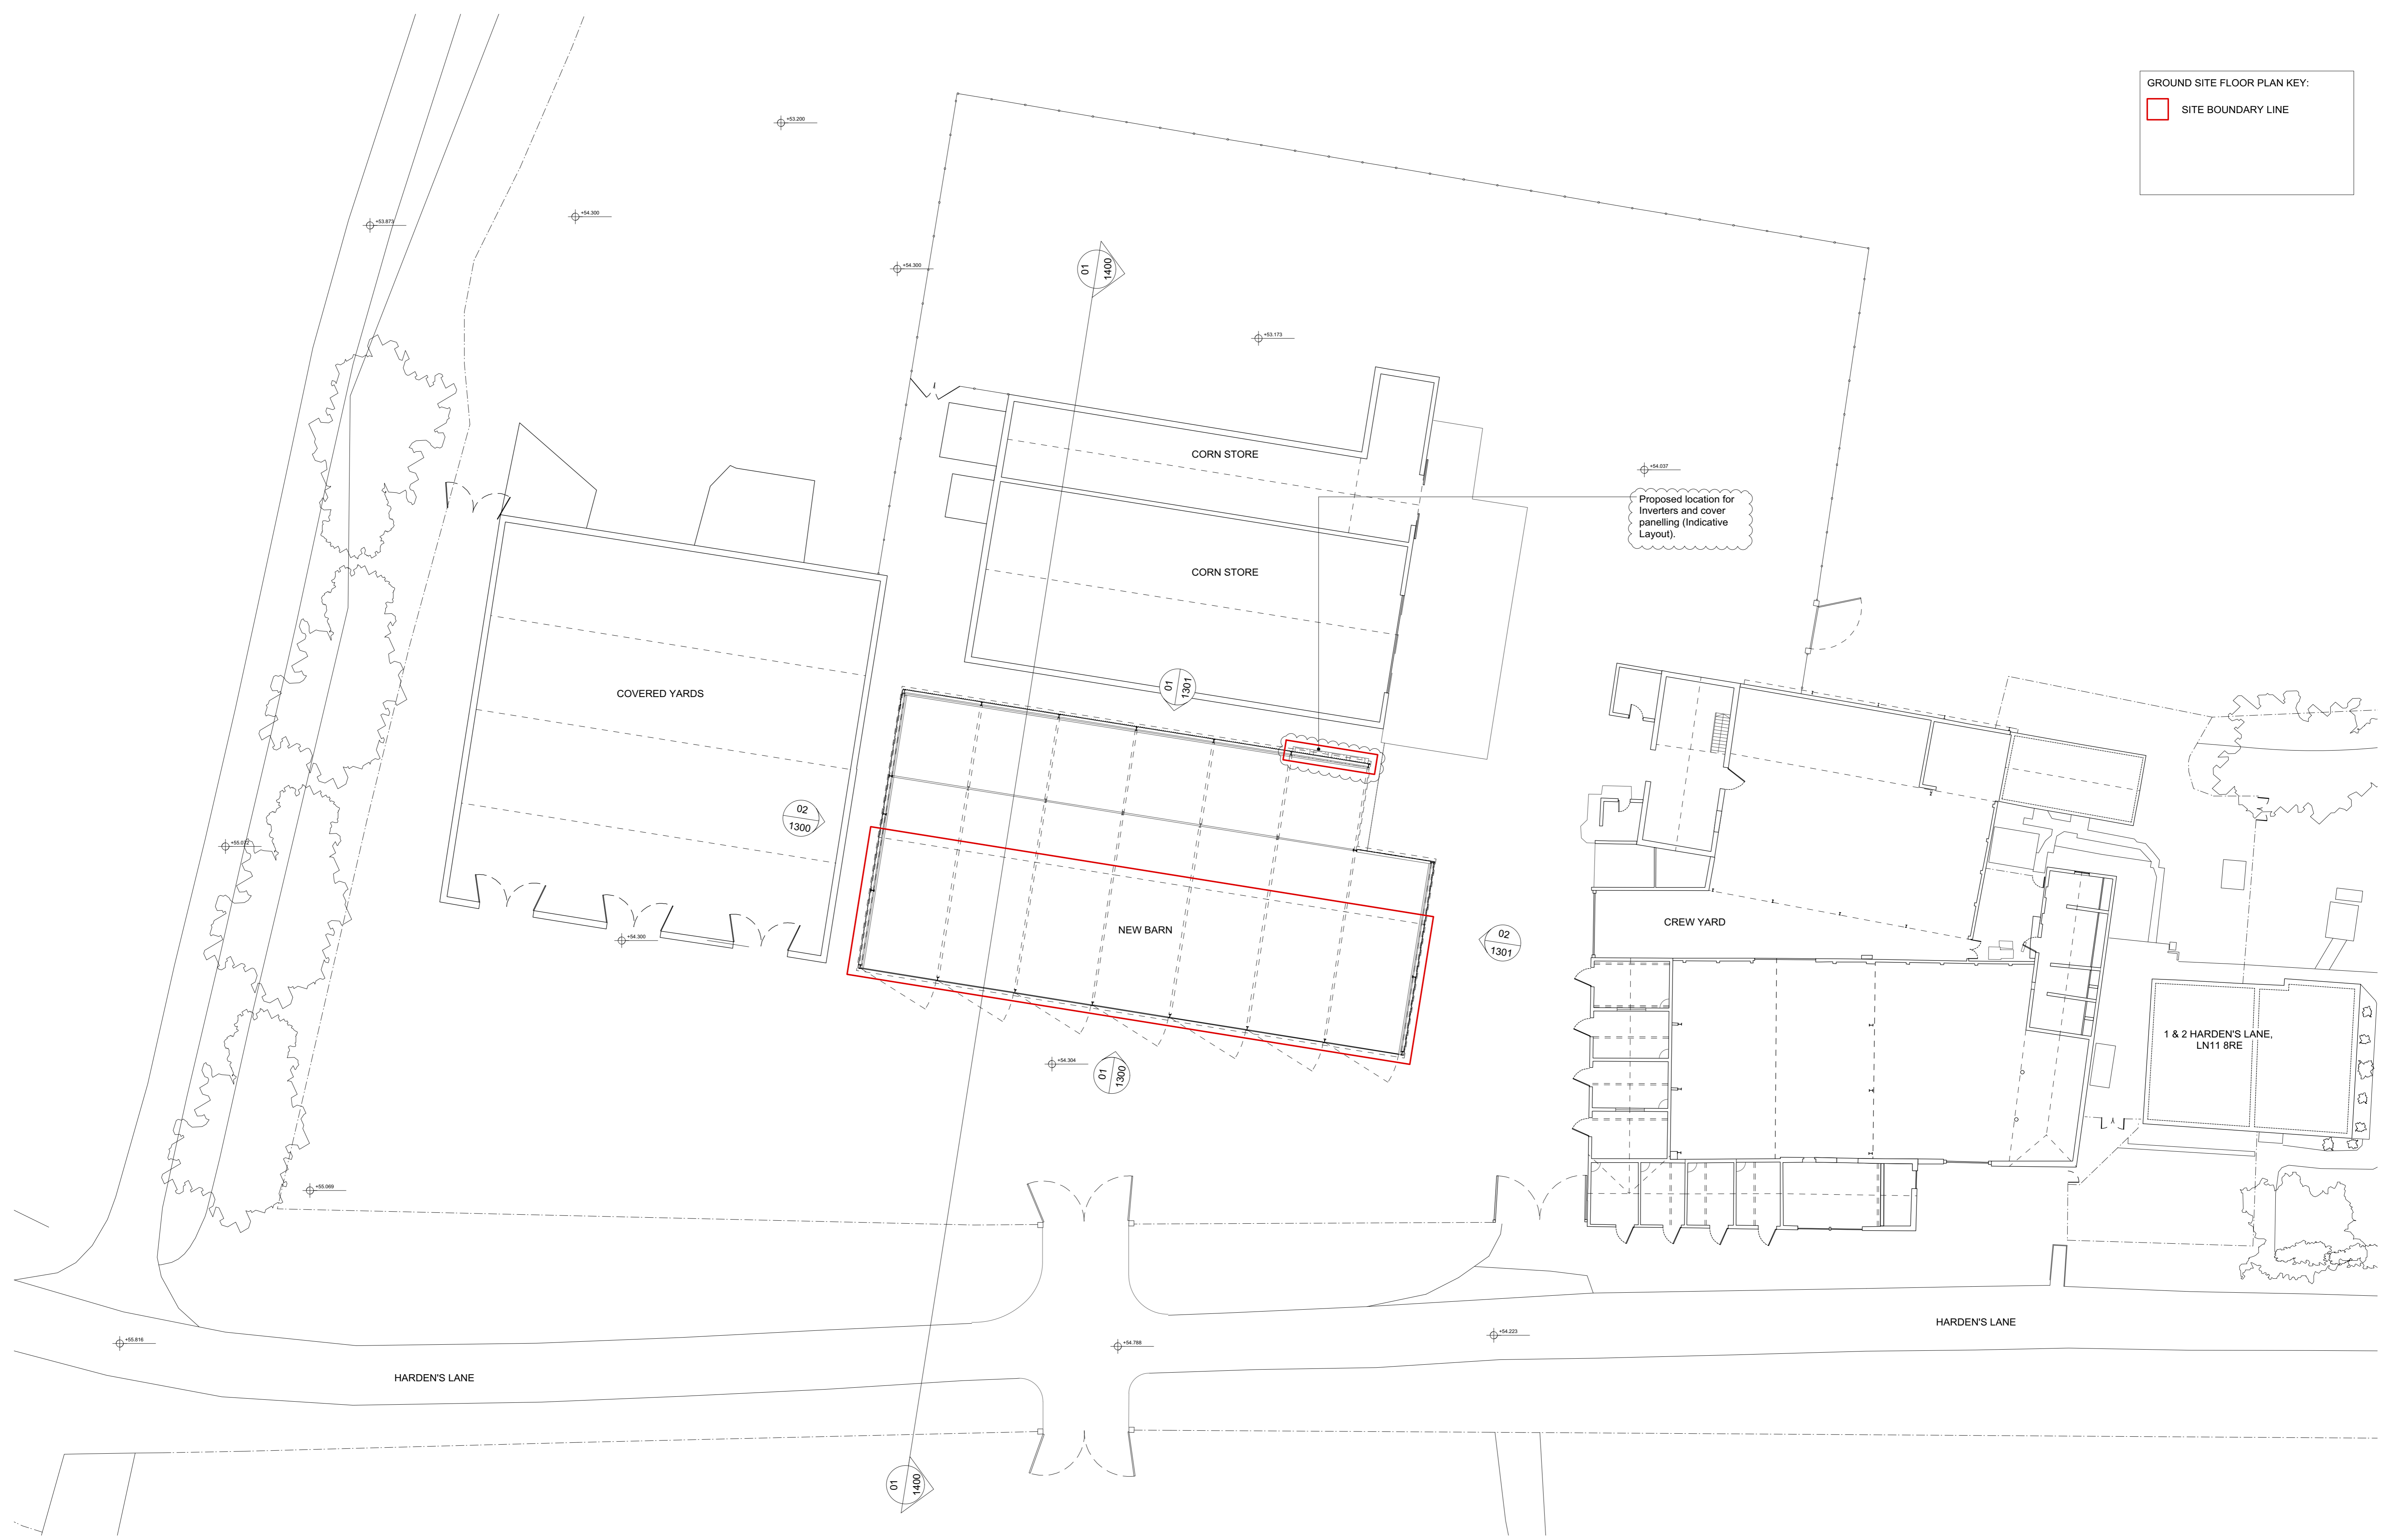 GROUND SITE FLOOR PLAN KEY:
SITE BOUNDARY LINE
+53.200
+54.300
+53.873
+54.300
01
1400
+53.173
CORN STORE
+54.037
Proposed location for
Inverters and cover
panelling (Indicative
Layout).
CORN STORE
COVERED YARDS
01
1301
02
1300
+55.072
NEW BARN
CREW YARD
+54.300
02
1301
1 & 2 HARDEN'S LANE,
LN11 8RE
+54.304
01
1300
+55.069
HARDEN'S LANE
+55.816
+54.788
+54.223
HARDEN'S LANE
01
1400